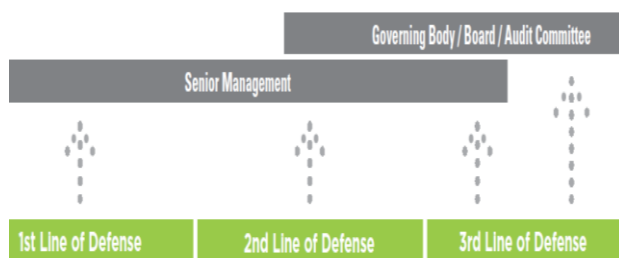 Governing Body / Board / Audit Committee
Senior Management
1st Line of Defense
2nd Line of Defense
3rd Line of Defense